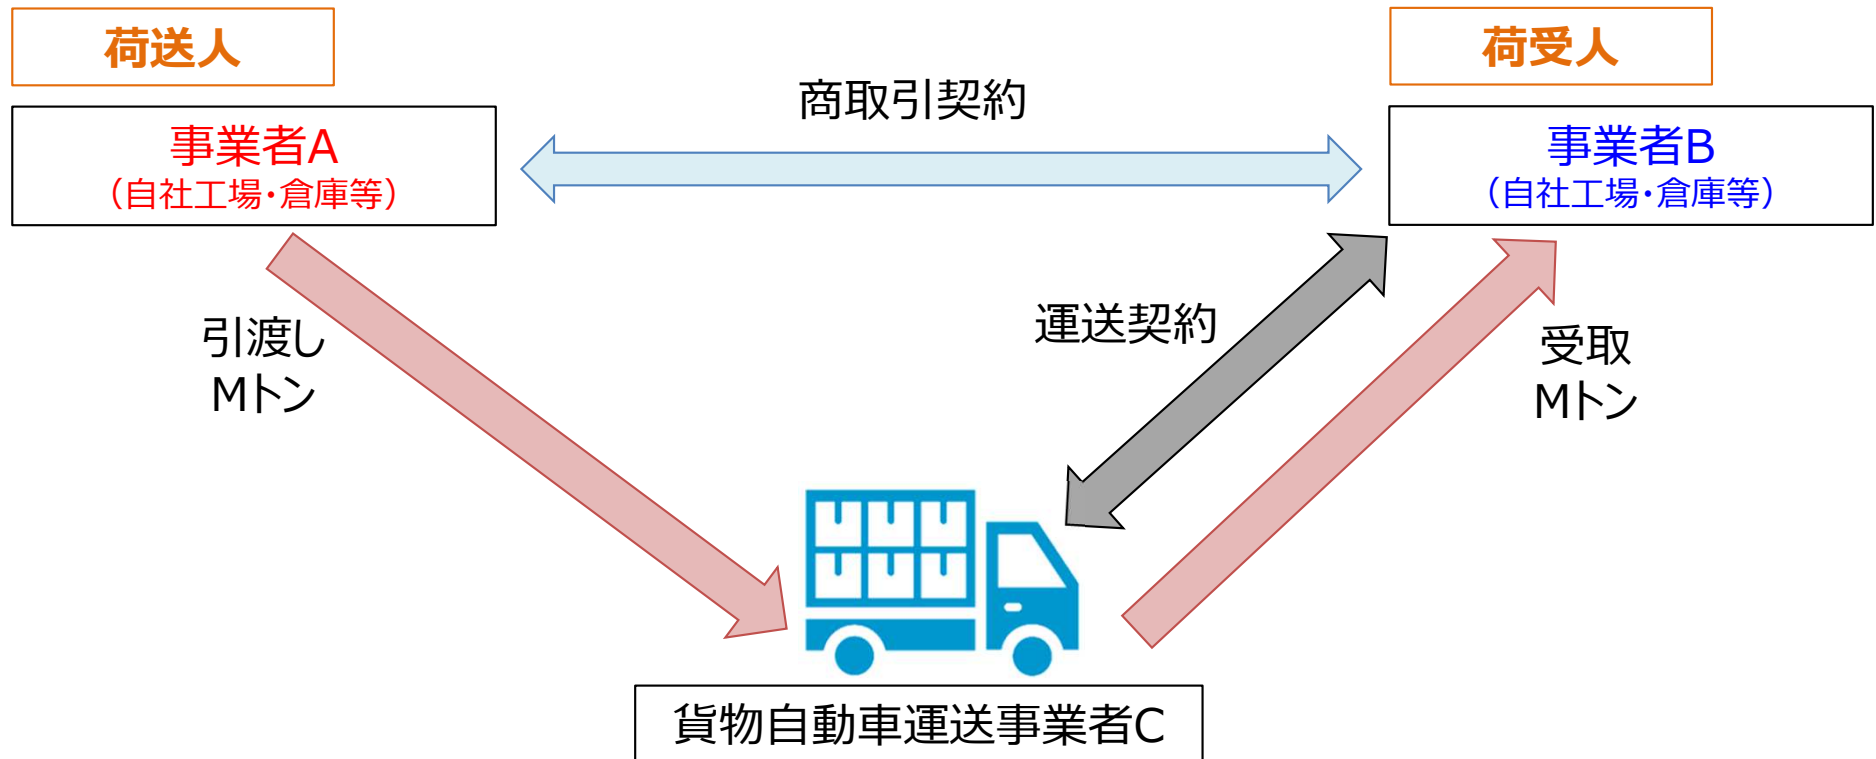 荷送人
荷受人
商取引契約
事業者A
（自社工場・倉庫等）
事業者B
（自社工場・倉庫等）
引渡し
Mトン
運送契約
受取
Mトン
貨物自動車運送事業者C